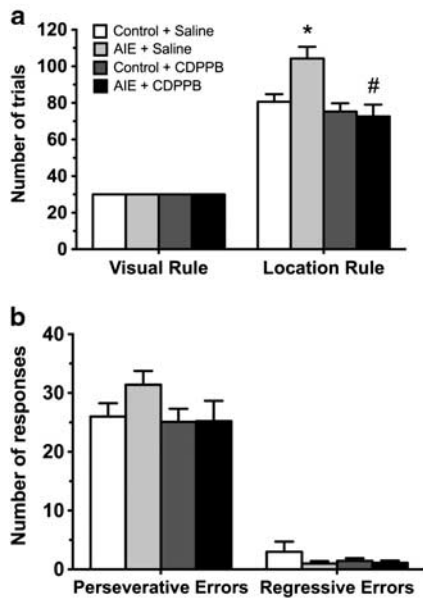 a
Control + Saline
AIE + Saline
Control + CDPPB
AIE + CDPPB
*
#
Number of trials
120
100
80
60
40
20
0
Visual Rule Location Rule
b
Number of responses
40
30
20
10
0
Perseverative Errors Regressive Errors